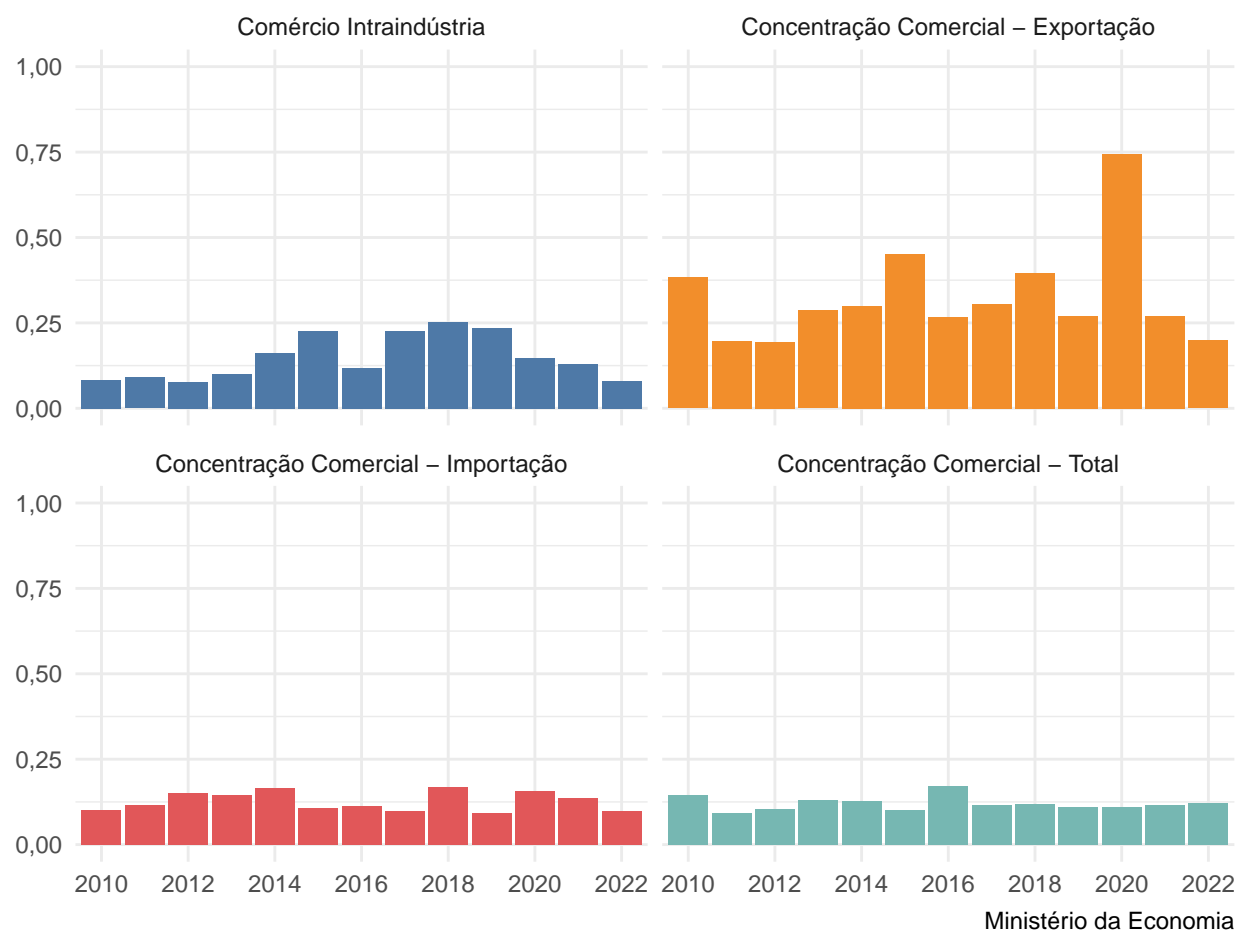 Comércio Intraindústria
Concentração Comercial – Exportação
1,00
0,75
0,50
0,25
0,00
Concentração Comercial – Importação
Concentração Comercial – Total
1,00
0,75
0,50
0,25
0,00
2010 2012 2014 2016 2018 2020 2022
2010 2012 2014 2016 2018 2020 2022
Ministério da Economia